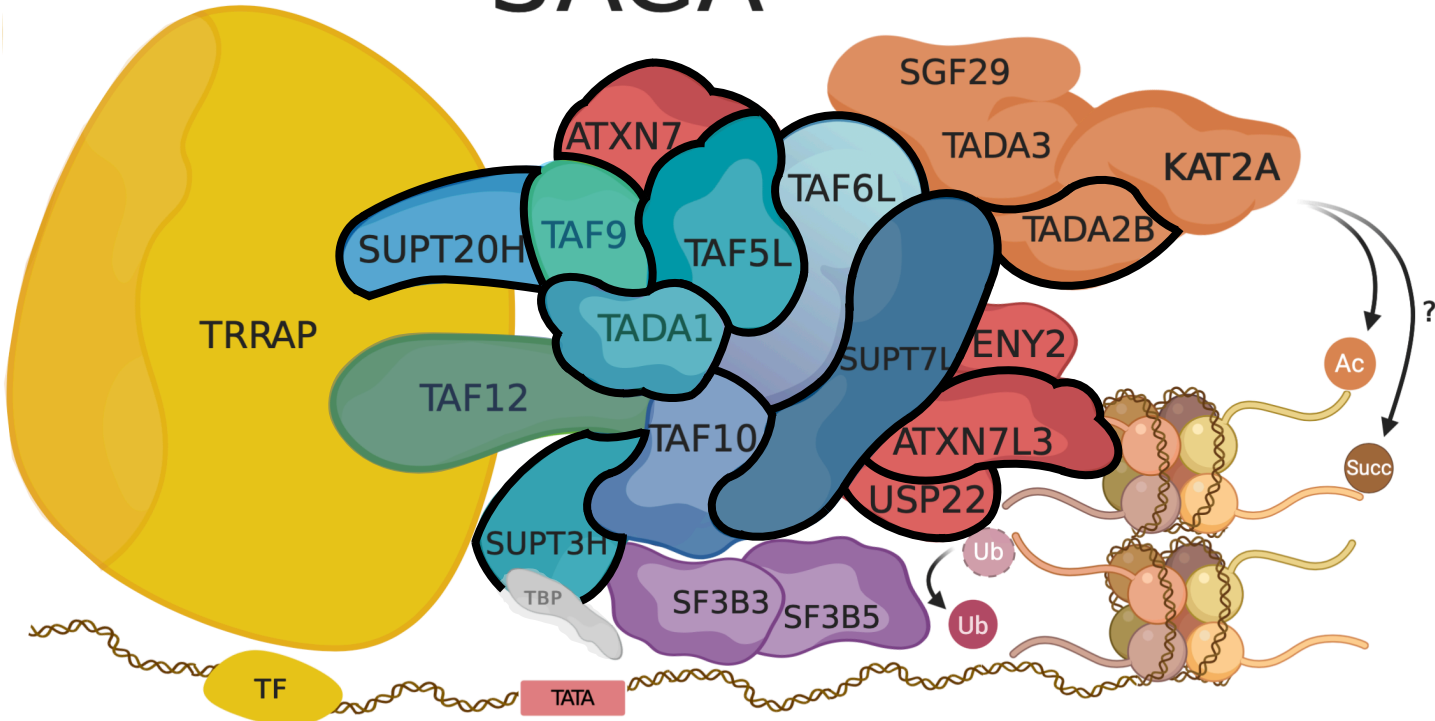 SAGA
SGF29
ATXN7
TADA3
KAT2A
TAF6L
SUPT20H
TAF9
TAF5L
TADA2B
?
TRRAP
TADA1
SUPT7L
ENY2
Ac
TAF12
TAF10
ATXN7L3
Succ
USP22
SUPT3H
Ub
TBP
SF3B3
SF3B5
Ub
TF
TATA